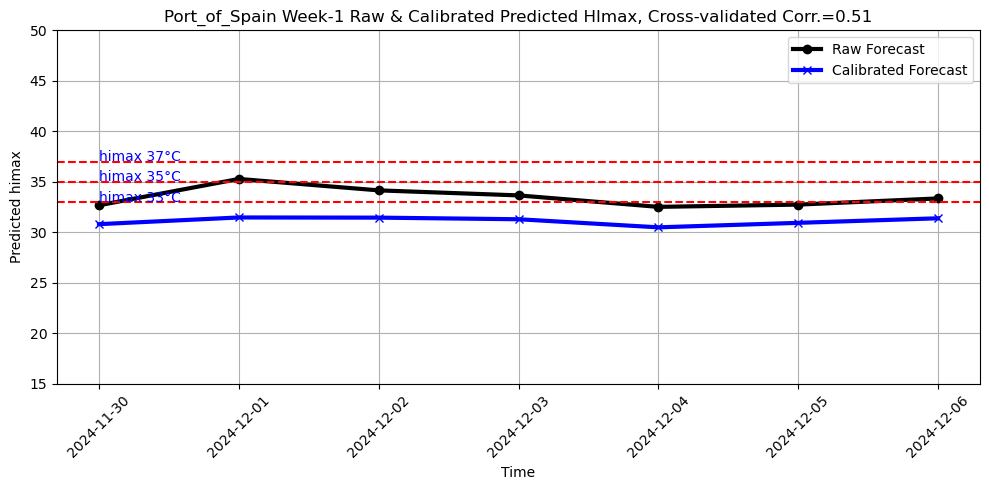 Port_of_Spain Week-1 Raw & Calibrated Predicted HImax, Cross-validated Corr.=0.51
50
45
40
35
30
25
20
15
Predicted himax
Raw Forecast
Calibrated Forecast
himax 37°C
himax 35°C
himax 33°C
2024-11-30
2024-12-01
2024-12-02
2024-12-03
2024-12-04
2024-12-05
2024-12-06
Time